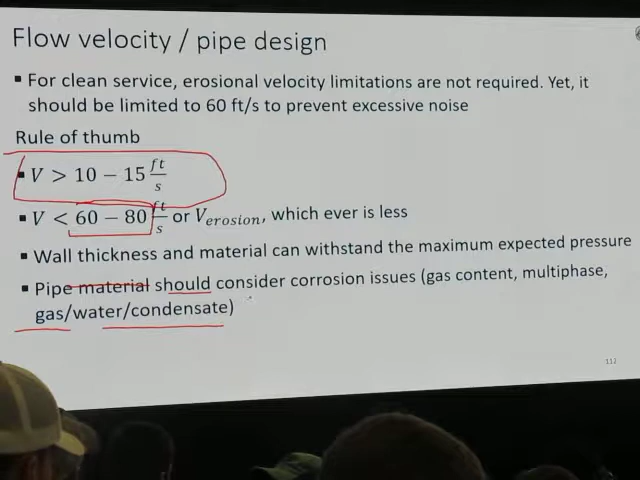 Flow velocity / pipe design
▪ For clean service, erosional velocity limitations are not required. Yet, it
should be limited to 60 ft/s to prevent excessive noise
Rule of thumb
▪ V > 10 − 15 ft/s
▪ V < 60 − 80 ft/s or V_erosion, which ever is less
▪ Wall thickness and material can withstand the maximum expected pressure
▪ Pipe material should consider corrosion issues (gas content, multiphase,
gas/water/condensate)
112